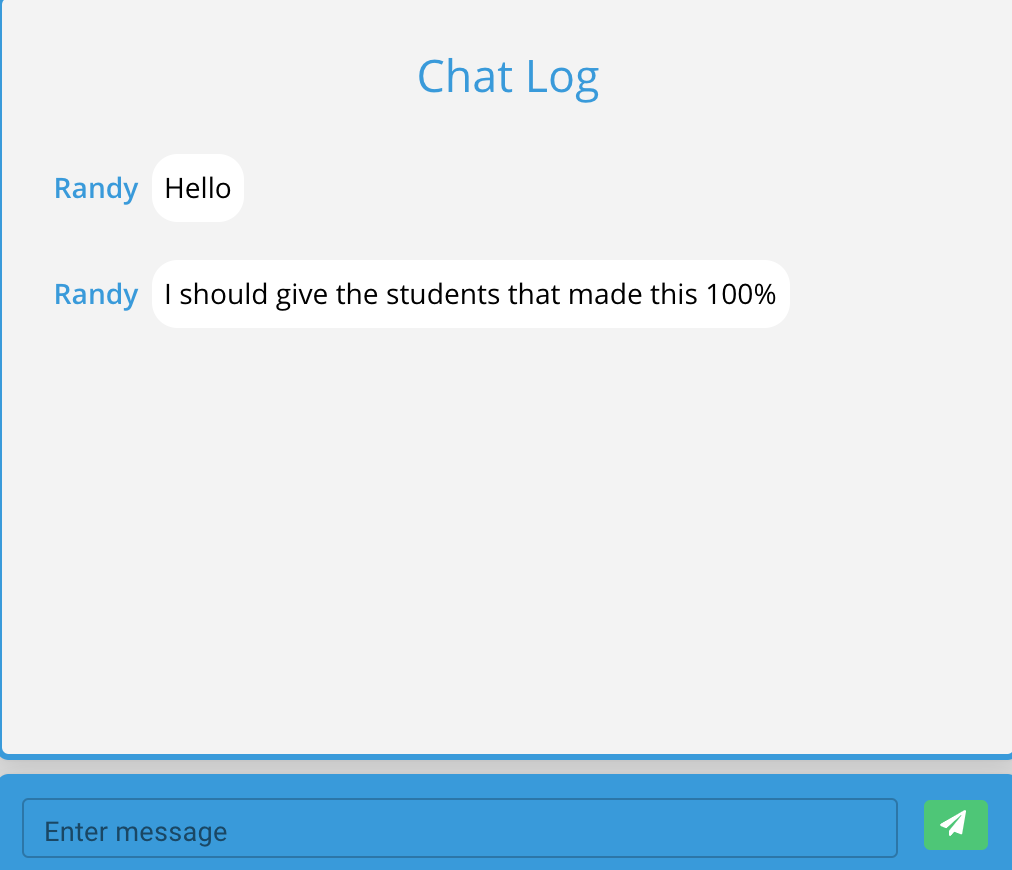 Chat Log
Randy Hello
Randy I should give the students that made this 100%
Enter message